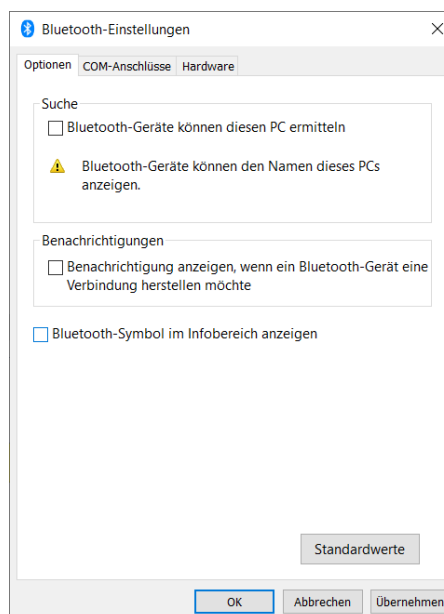 Bluetooth-Einstellungen
Optionen COM-Anschlüsse Hardware
Suche
Bluetooth-Geräte können diesen PC ermitteln
Bluetooth-Geräte können den Namen dieses PCs
anzeigen.
Benachrichtigungen
Benachrichtigung anzeigen, wenn ein Bluetooth-Gerät eine
Verbindung herstellen möchte
Bluetooth-Symbol im Infobereich anzeigen
Standardwerte
OK Abbrechen Übernehmen